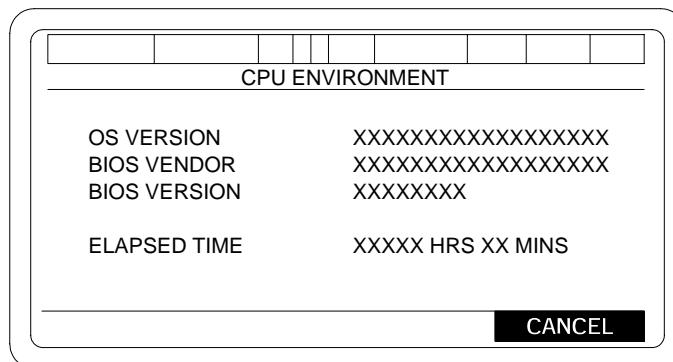 CPU ENVIRONMENT
OS VERSION XXXXXXXXXXXXXXXXXX
BIOS VENDOR XXXXXXXXXXXXXXXXXX
BIOS VERSION XXXXXXXX
ELAPSED TIME XXXXX HRS XX MINS
CANCEL